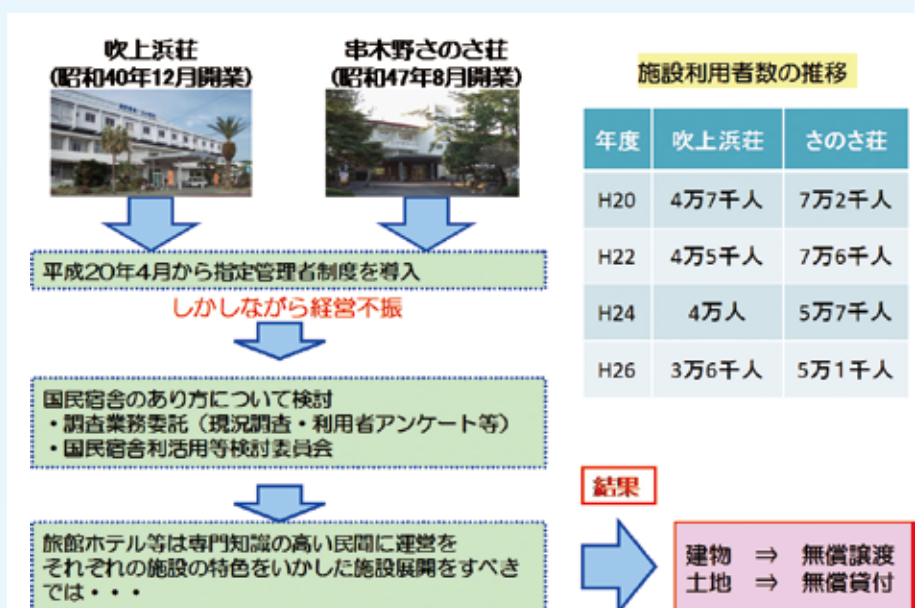 吹上浜荘
(昭和40年12月開業)
串木野さのさ荘
(昭和47年8月開業)
平成20年4月から指定管理者制度を導入
しかしながら経営不振
国民宿舎のあり方について検討
・調査業務委託（現況調査・利用者アンケート等）
・国民宿舎利活用等検討委員会
旅館ホテル等は専門知識の高い民間に運営を
それぞれの施設の特色をいかした施設展開をすべき
では・・・
施設利用者数の推移
年度 吹上浜荘 さのさ荘
H20 4万7千人 7万2千人
H22 4万5千人 7万6千人
H24 4万人 5万7千人
H26 3万6千人 5万1千人
結果
建物 ⇒ 無償譲渡
土地 ⇒ 無償貸付